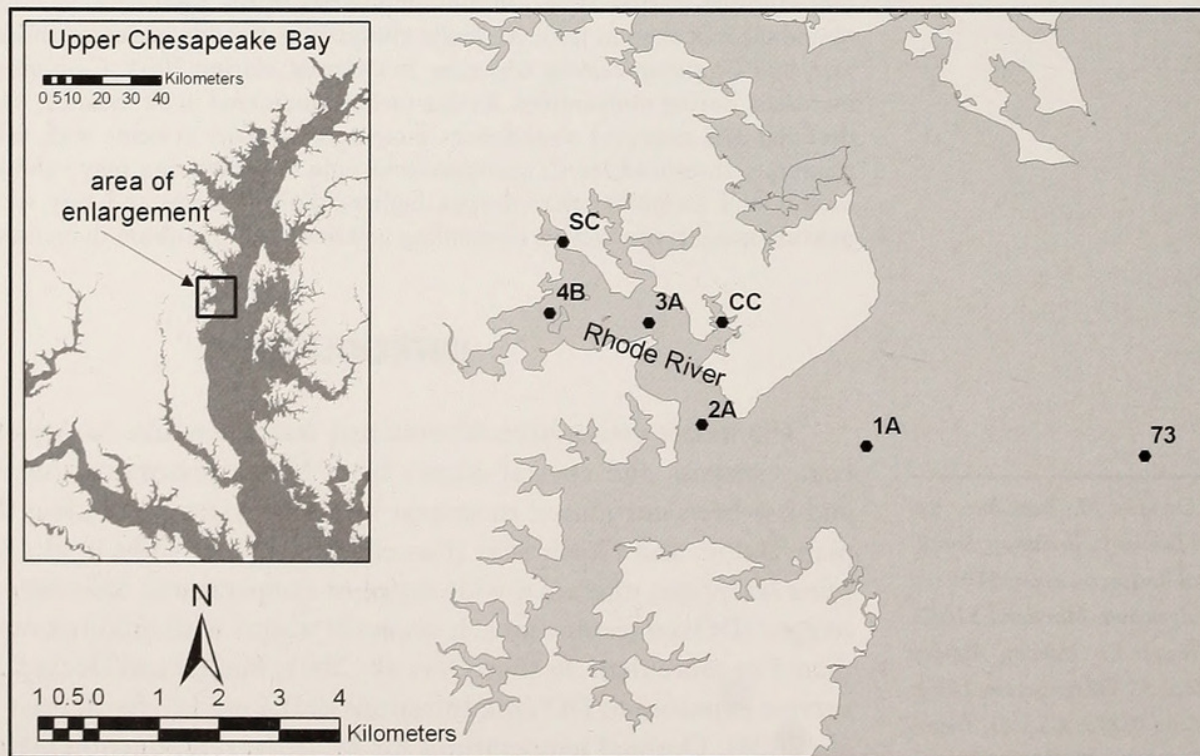 Upper Chesapeake Bay
Kilometers
0 5 10 20 30 40
area of
enlargement
SC
4B
3A
CC
Rhode River
2A
1A
73
N
1 0.5 0 1 2 3 4
Kilometers